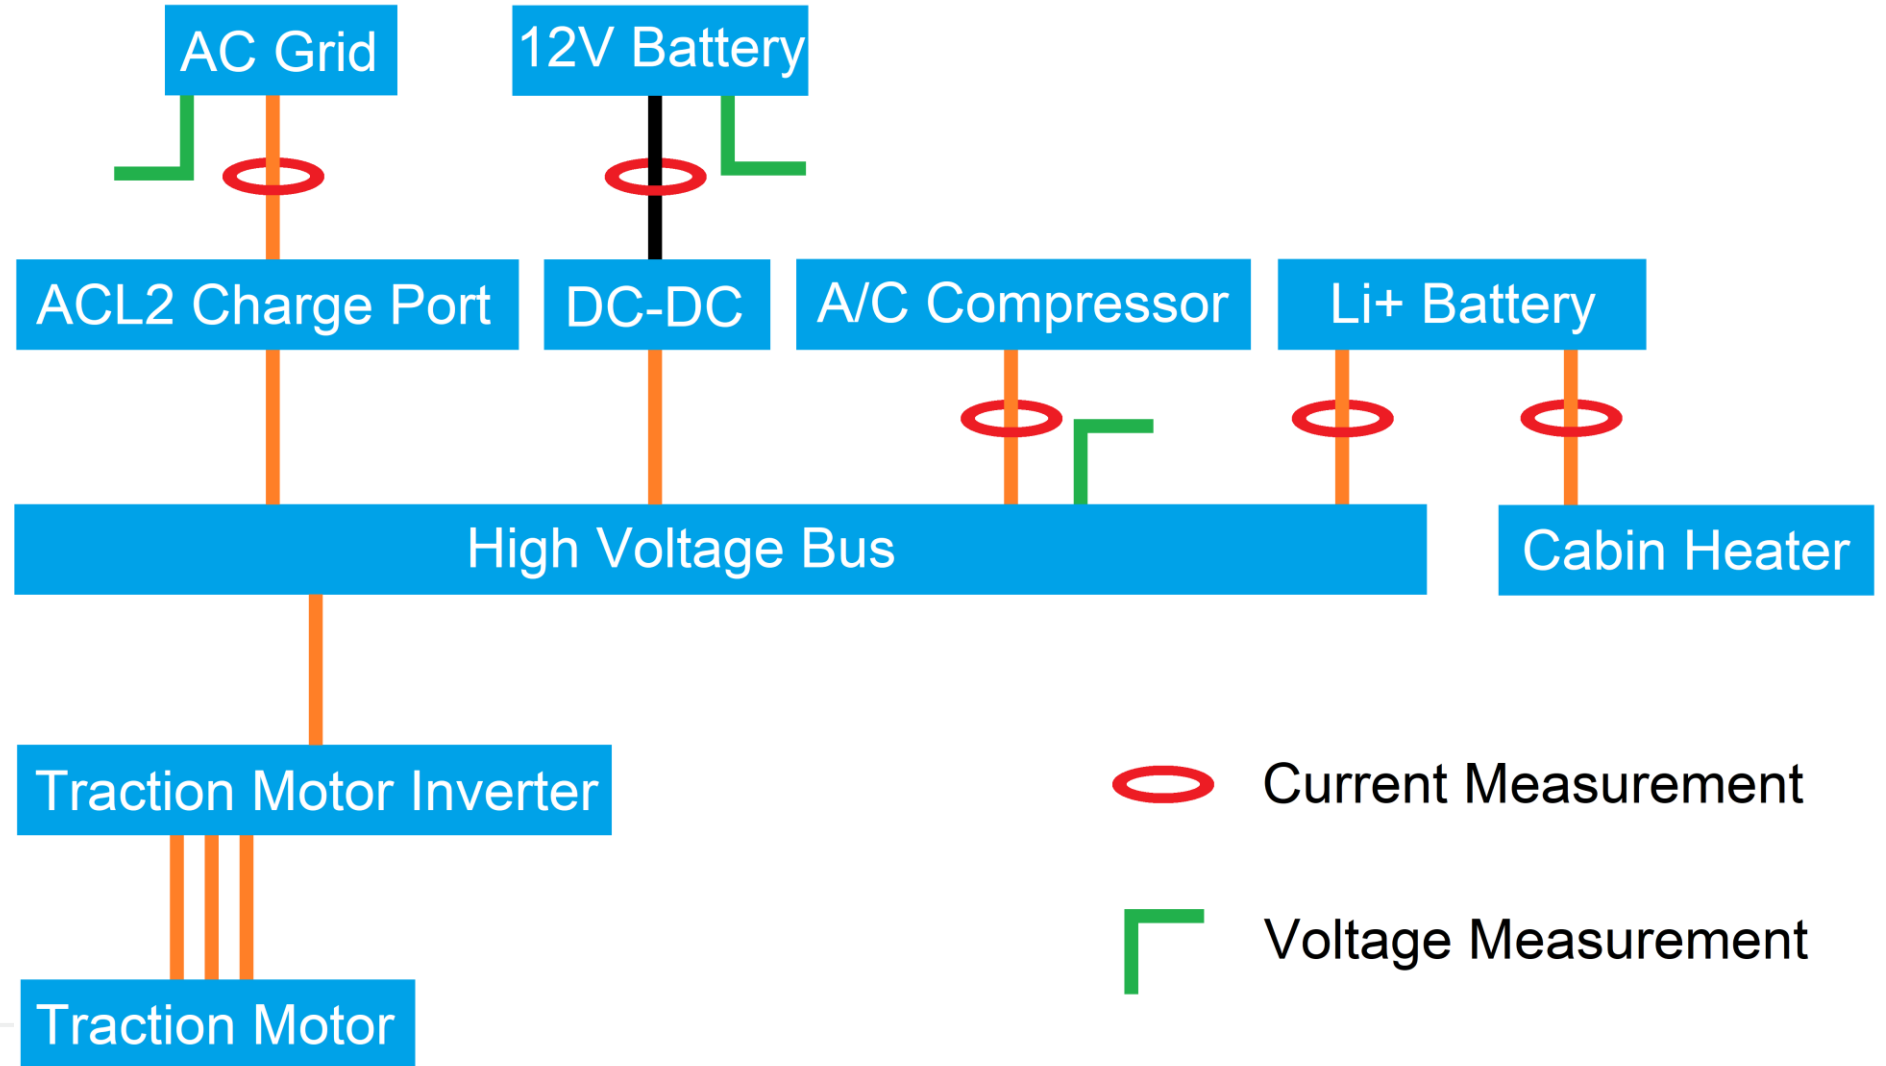 AC Grid
12V Battery
ACL2 Charge Port
DC-DC
A/C Compressor
Li+ Battery
High Voltage Bus
Cabin Heater
Traction Motor Inverter
Current Measurement
Voltage Measurement
Traction Motor